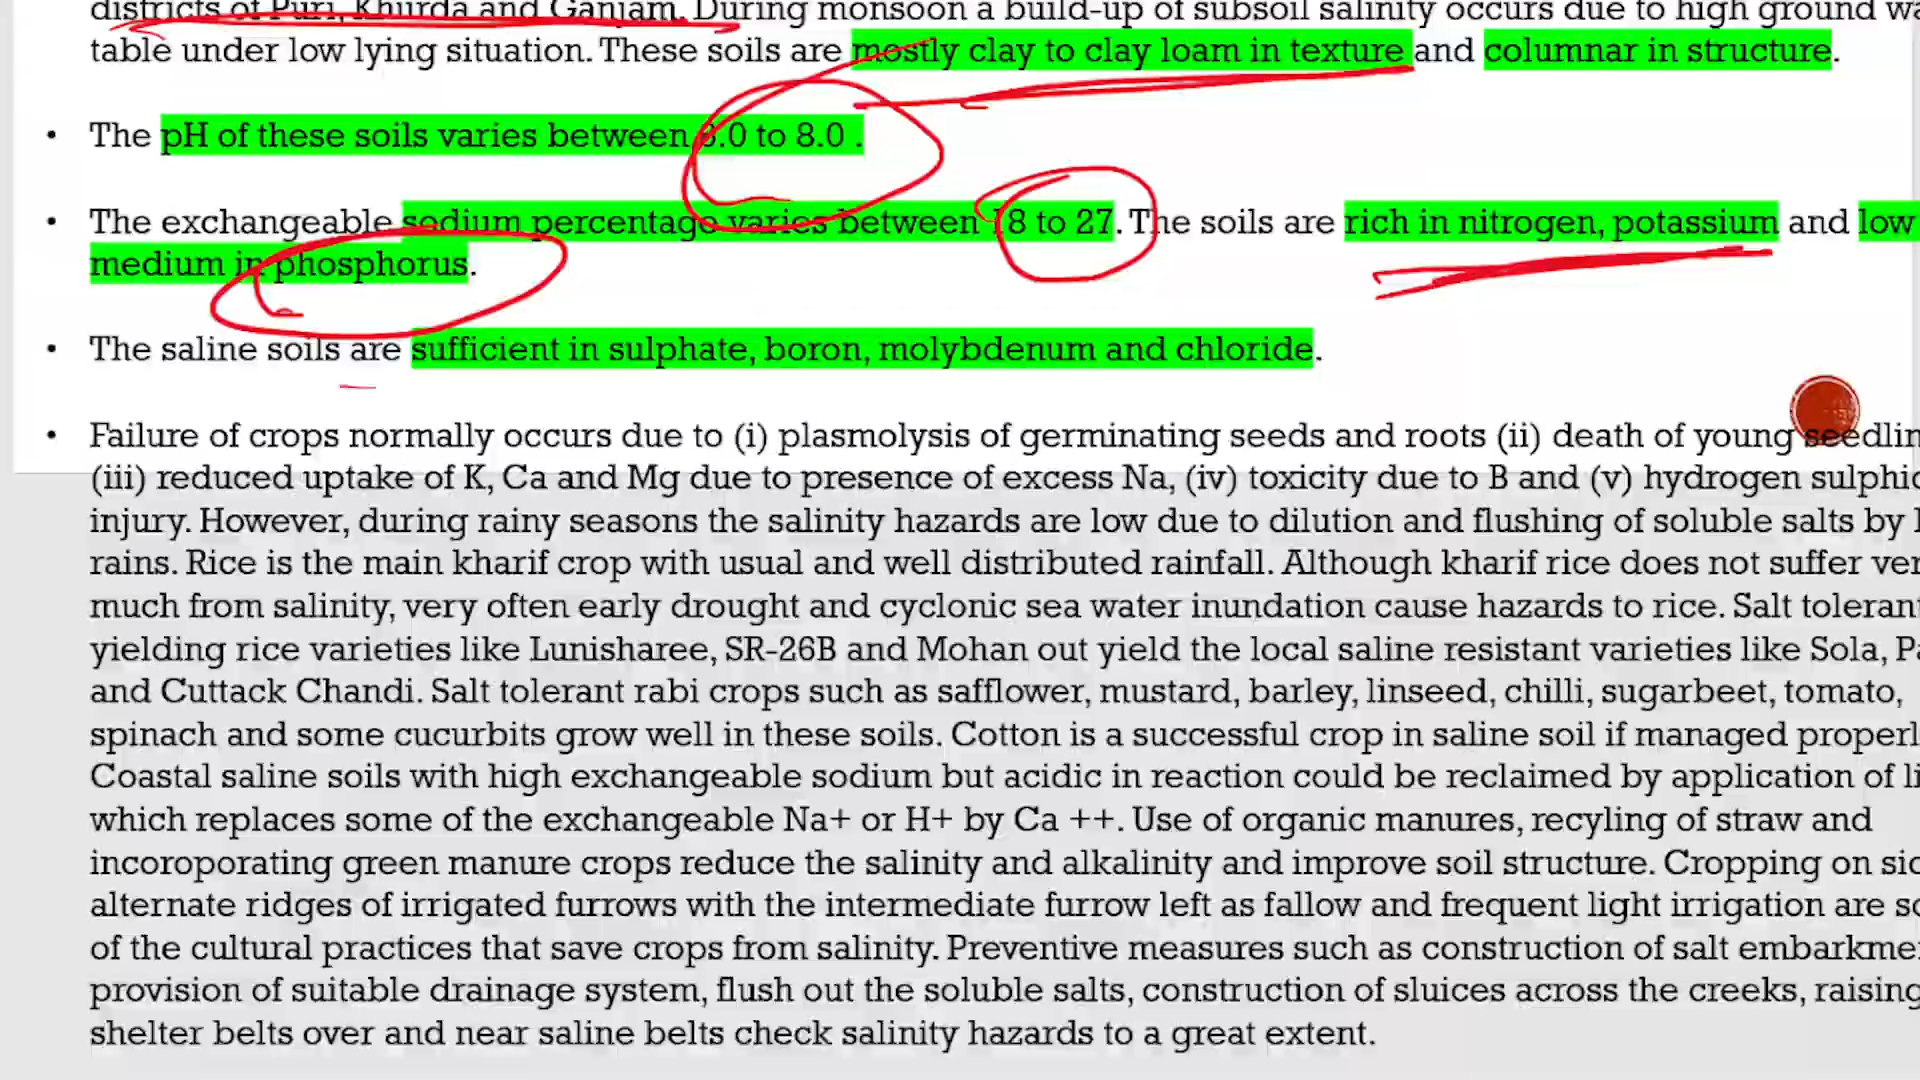 districts of Puri, Khurda and Ganjam. During monsoon a build-up of subsoil salinity occurs due to high ground
table under low lying situation. These soils are mostly clay to clay loam in texture and columnar in structure.
• The pH of these soils varies between 6.0 to 8.0 .
• The exchangeable sodium percentage varies between 18 to 27. The soils are rich in nitrogen, potassium and low
medium in phosphorus.
• The saline soils are sufficient in sulphate, boron, molybdenum and chloride.
• Failure of crops normally occurs due to (i) plasmolysis of germinating seeds and roots (ii) death of young
(iii) reduced uptake of K, Ca and Mg due to presence of excess Na, (iv) toxicity due to B and (v) hydrogen
injury. However, during rainy seasons the salinity hazards are low due to dilution and flushing of soluble salts by
rains. Rice is the main kharif crop with usual and well distributed rainfall. Although kharif rice does not suffer
much from salinity, very often early drought and cyclonic sea water inundation cause hazards to rice. Salt tolerant
yielding rice varieties like Lunisharee, SR-26B and Mohan out yield the local saline resistant varieties like Sola,
and Cuttack Chandi. Salt tolerant rabi crops such as safflower, mustard, barley, linseed, chilli, sugarbeet, tomato,
spinach and some cucurbits grow well in these soils. Cotton is a successful crop in saline soil if managed
Coastal saline soils with high exchangeable sodium but acidic in reaction could be reclaimed by application of
which replaces some of the exchangeable Na+ or H+ by Ca ++. Use of organic manures, recyling of straw and
incoroporating green manure crops reduce the salinity and alkalinity and improve soil structure. Cropping on
alternate ridges of irrigated furrows with the intermediate furrow left as fallow and frequent light irrigation are
of the cultural practices that save crops from salinity. Preventive measures such as construction of salt
provision of suitable drainage system, flush out the soluble salts, construction of sluices across the creeks, raising
shelter belts over and near saline belts check salinity hazards to a great extent.